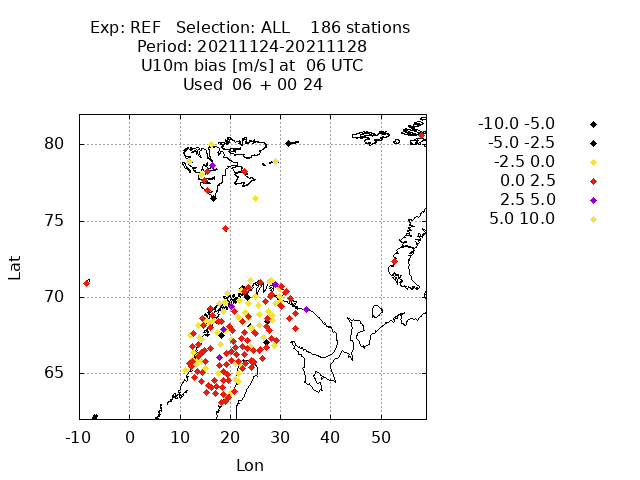 Exp: REF   Selection: ALL    186 stations
Period: 20211124-20211128
U10m bias [m/s] at  06 UTC
Used  06 + 00 24
-10.0 -5.0
-5.0 -2.5
-2.5 0.0
0.0 2.5
2.5 5.0
5.0 10.0
80
75
70
65
Lat
-10 0 10 20 30 40 50
Lon